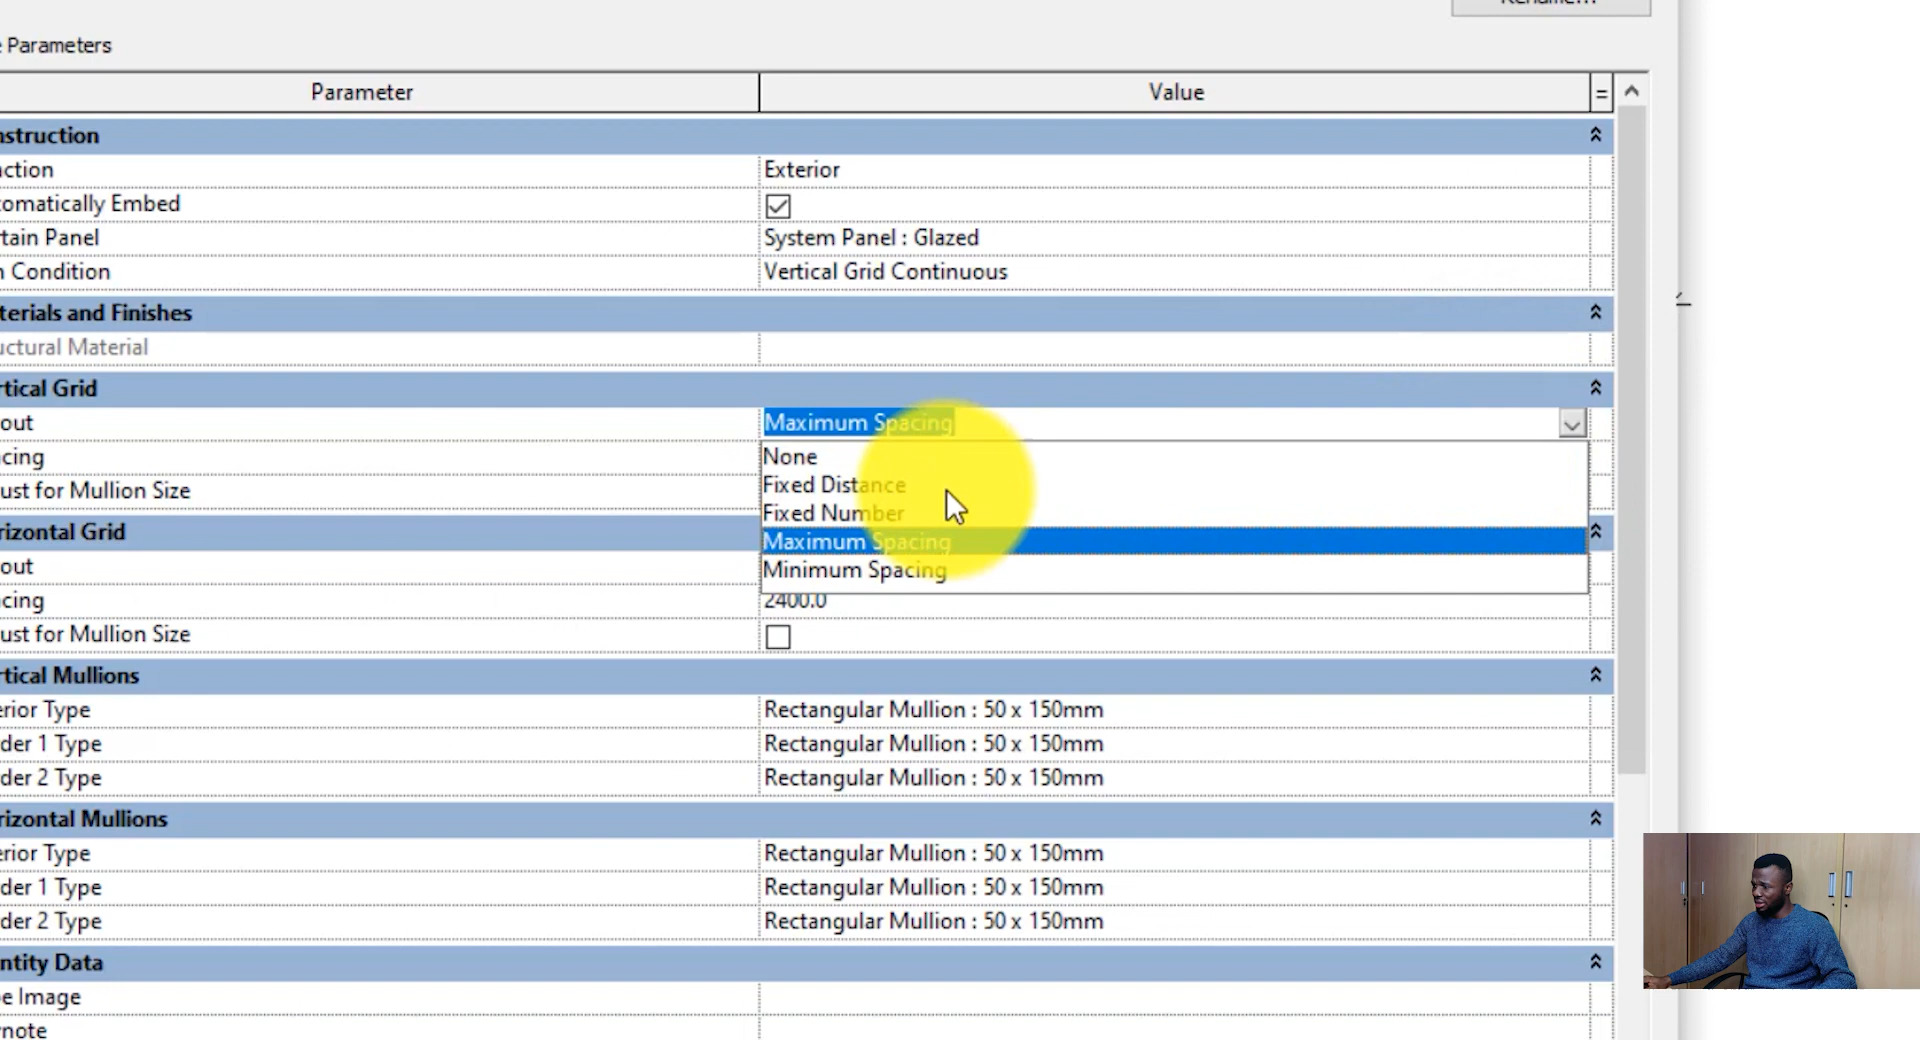 Rename...
e Parameters
Parameter Value =
nstruction
nction Exterior
tomatically Embed
rtain Panel System Panel : Glazed
n Condition Vertical Grid Continuous
terials and Finishes
uctural Material
rtical Grid
out Maximum Spacing
None
cing
Fixed Distance
ust for Mullion Size
Fixed Number
rizontal Grid
Maximum Spacing
out
Minimum Spacing
cing 2400.0
ust for Mullion Size
rtical Mullions
erior Type Rectangular Mullion : 50 x 150mm
der 1 Type Rectangular Mullion : 50 x 150mm
der 2 Type Rectangular Mullion : 50 x 150mm
rizontal Mullions
erior Type Rectangular Mullion : 50 x 150mm
der 1 Type Rectangular Mullion : 50 x 150mm
der 2 Type Rectangular Mullion : 50 x 150mm
ntity Data
e Image
note